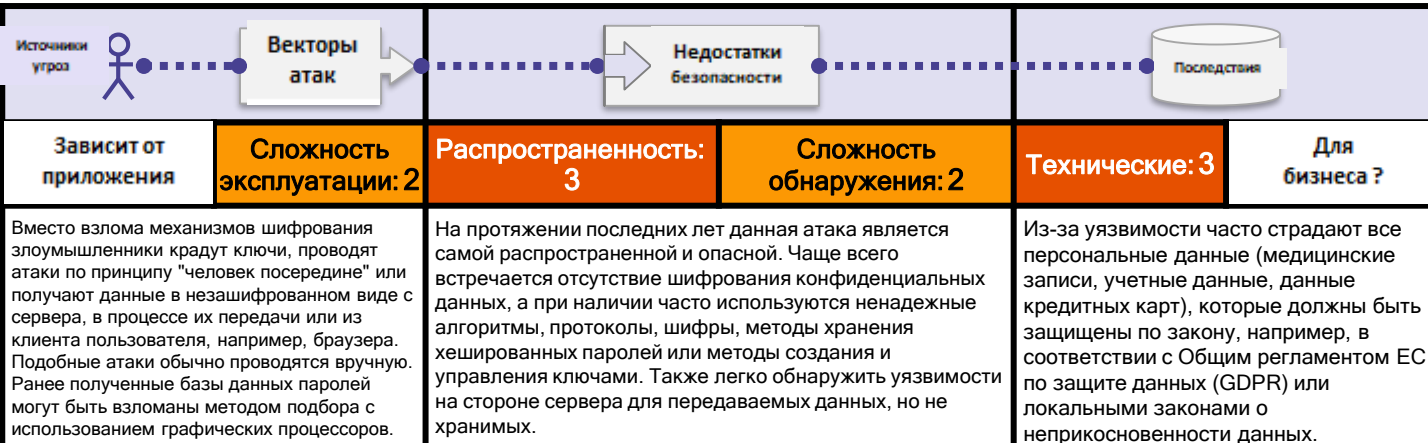 Источники
угроз
Векторы
атак
Недостатки
безопасности
Последствия
Зависит от
приложения
Сложность
эксплуатации: 2
Распространенность:
3
Сложность
обнаружения: 2
Технические: 3
Для
бизнеса ?
Вместо взлома механизмов шифрования
злоумышленники крадут ключи, проводят
атаки по принципу "человек посередине" или
получают данные в незашифрованном виде с
сервера, в процессе их передачи или из
клиента пользователя, например, браузера.
Подобные атаки обычно проводятся вручную.
Ранее полученные базы данных паролей
могут быть взломаны методом подбора с
использованием графических процессоров.
На протяжении последних лет данная атака является
самой распространенной и опасной. Чаще всего
встречается отсутствие шифрования конфиденциальных
данных, а при наличии часто используются ненадежные
алгоритмы, протоколы, шифры, методы хранения
хешированных паролей или методы создания и
управления ключами. Также легко обнаружить уязвимости
на стороне сервера для передаваемых данных, но не
хранимых.
Из-за уязвимости часто страдают все
персональные данные (медицинские
записи, учетные данные, данные
кредитных карт), которые должны быть
защищены по закону, например, в
соответствии с Общим регламентом ЕС
по защите данных (GDPR) или
локальными законами о
неприкосновенности данных.